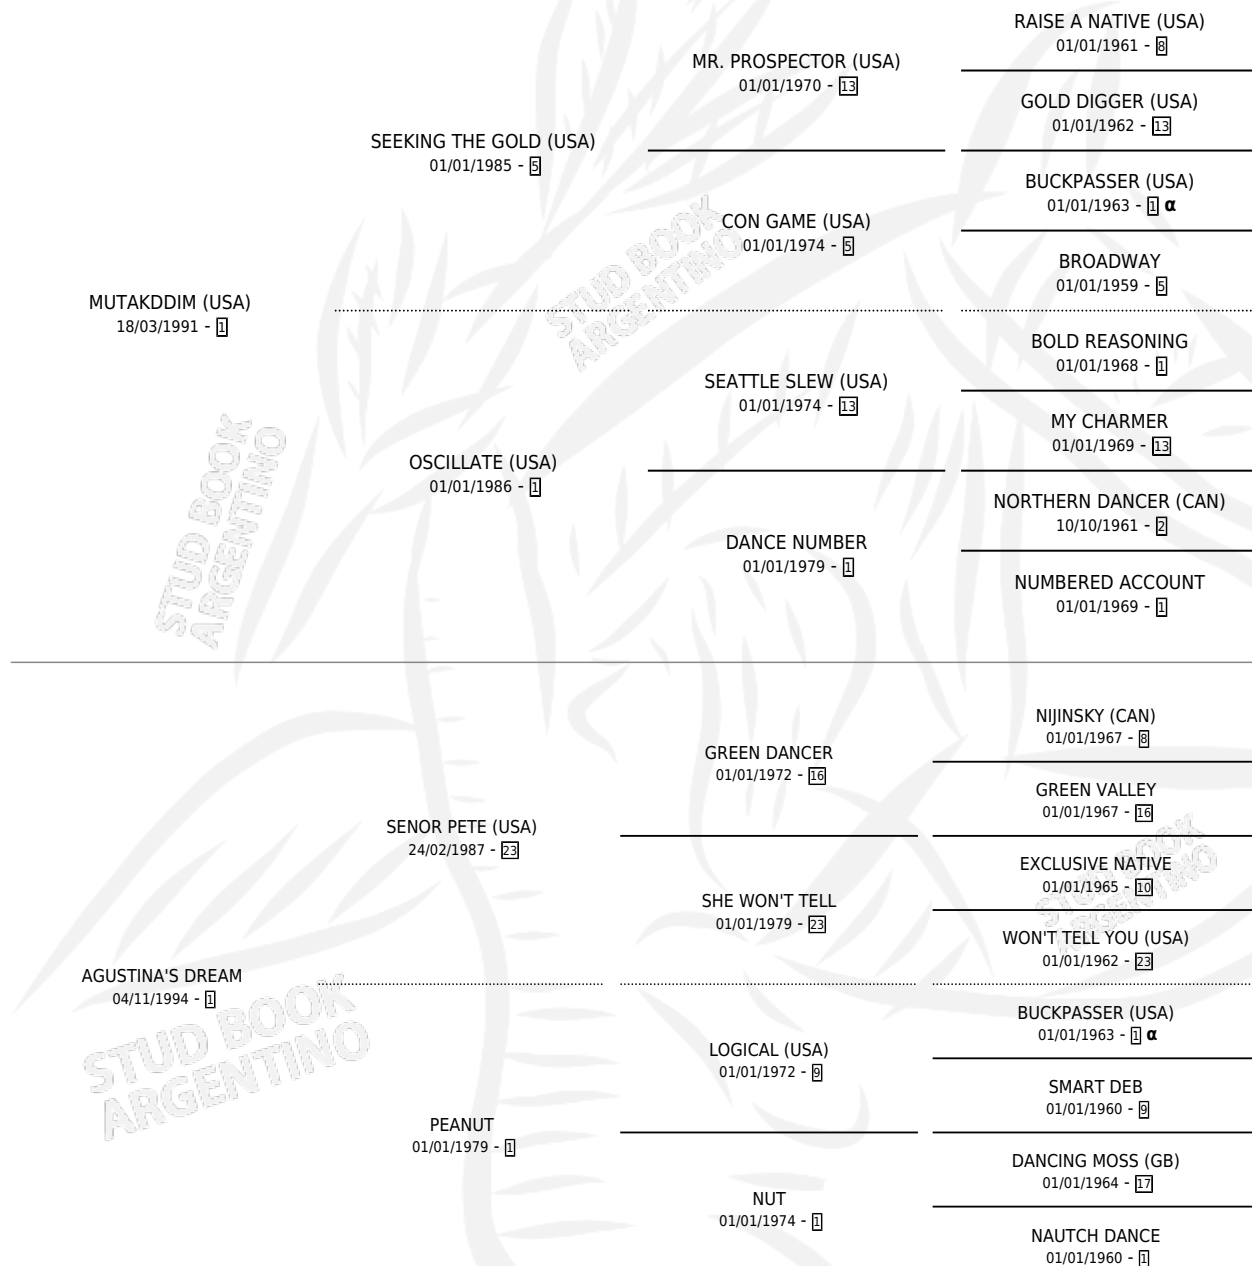 RAISE A NATIVE (USA)
01/01/1961 - 8
MR. PROSPECTOR (USA)
01/01/1970 - 13
GOLD DIGGER (USA)
01/01/1962 - 13
SEEKING THE GOLD (USA)
01/01/1985 - 5
BUCKPASSER (USA)
01/01/1963 - 1 α
CON GAME (USA)
01/01/1974 - 5
BROADWAY
01/01/1959 - 5
MUTAKDDIM (USA)
18/03/1991 - 1
BOLD REASONING
01/01/1968 - 1
SEATTLE SLEW (USA)
01/01/1974 - 13
MY CHARMER
01/01/1969 - 13
OSCILLATE (USA)
01/01/1986 - 1
NORTHERN DANCER (CAN)
10/10/1961 - 2
DANCE NUMBER
01/01/1979 - 1
NUMBERED ACCOUNT
01/01/1969 - 1
NIJINSKY (CAN)
01/01/1967 - 8
GREEN DANCER
01/01/1972 - 16
GREEN VALLEY
01/01/1967 - 16
SENOR PETE (USA)
24/02/1987 - 23
EXCLUSIVE NATIVE
01/01/1965 - 10
SHE WON'T TELL
01/01/1979 - 23
WON'T TELL YOU (USA)
01/01/1962 - 23
AGUSTINA'S DREAM
04/11/1994 - 1
BUCKPASSER (USA)
01/01/1963 - 1 α
LOGICAL (USA)
01/01/1972 - 9
SMART DEB
01/01/1960 - 9
PEANUT
01/01/1979 - 1
DANCING MOSS (GB)
01/01/1964 - 17
NUT
01/01/1974 - 1
NAUTCH DANCE
01/01/1960 - 1
STUD BOOK
ARGENTINO
STUD BOOK
ARGENTINO
STUD BOOK
ARGENTINO
STUD BOOK
ARGENTINO